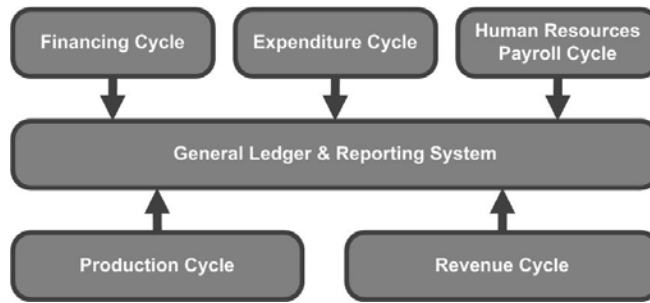 Financing Cycle
Expenditure Cycle
Human Resources
Payroll Cycle
General Ledger & Reporting System
Production Cycle
Revenue Cycle